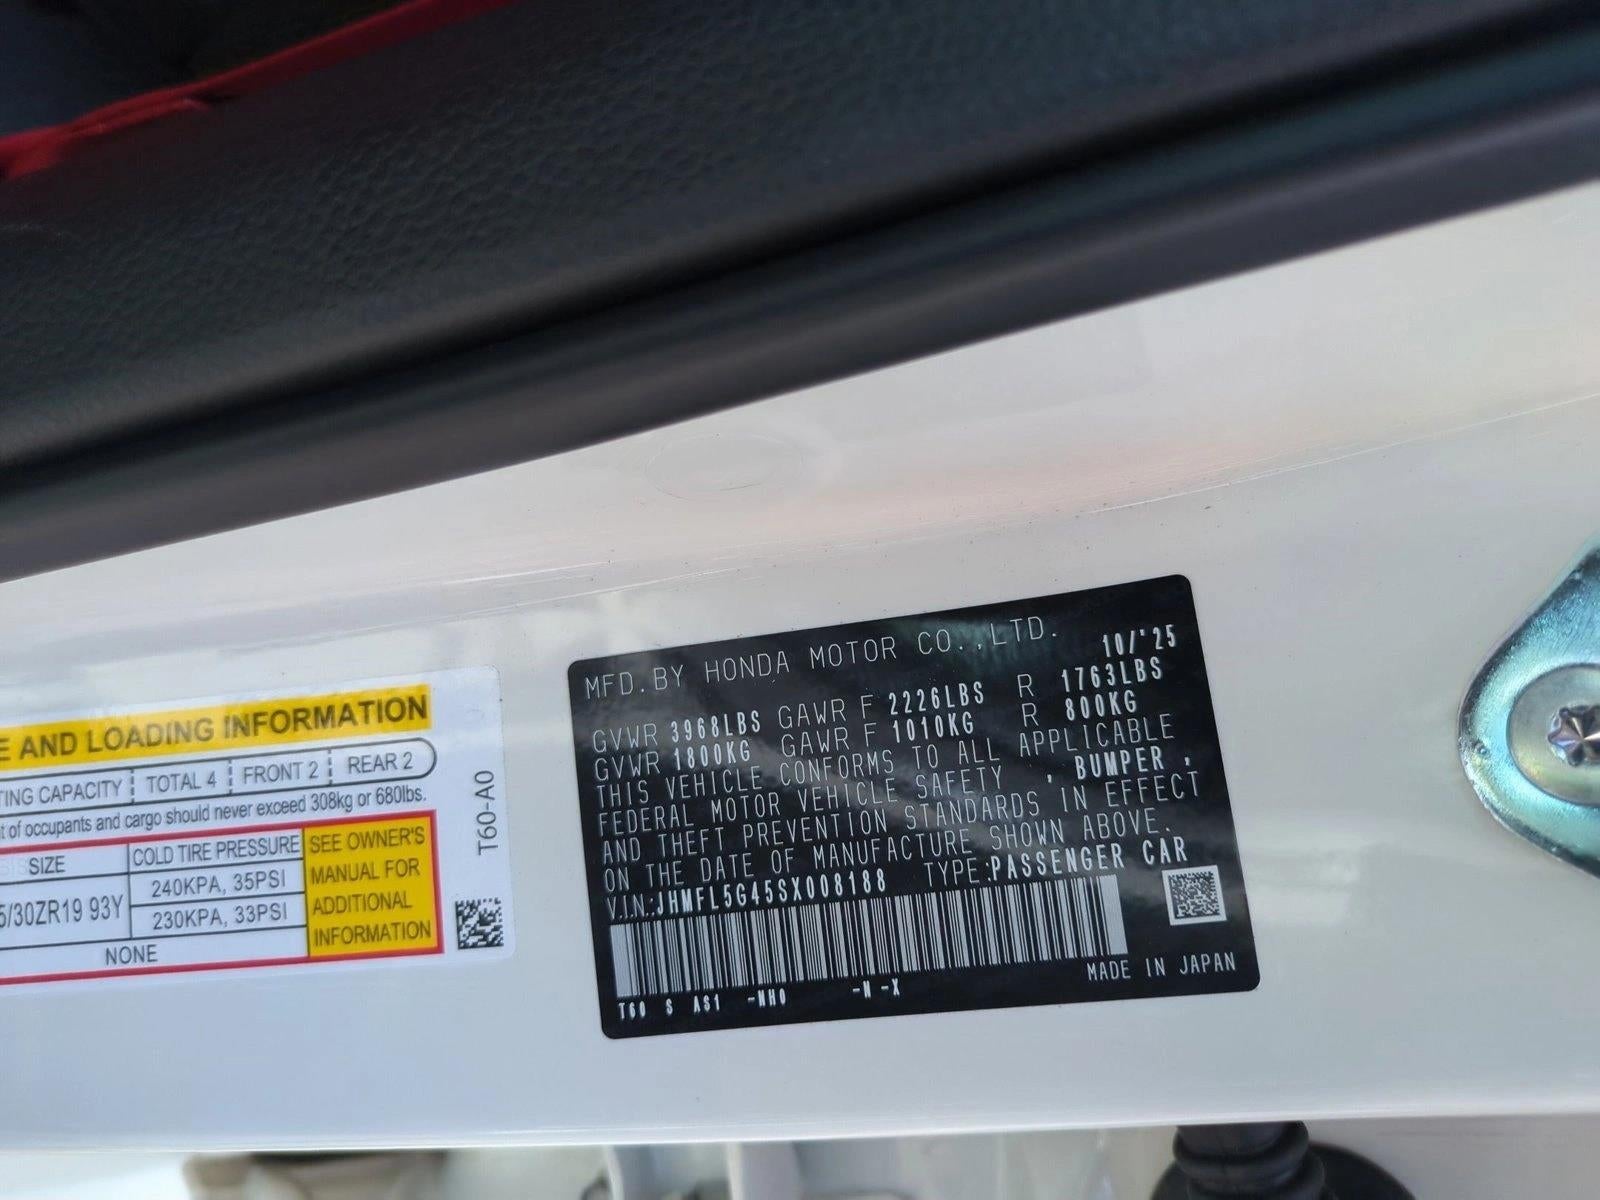 E AND LOADING INFORMATION
TING CAPACITY TOTAL 4 FRONT 2 REAR 2
t of occupants and cargo should never exceed 308kg or 680lbs.
SIZE COLD TIRE PRESSURE SEE OWNER'S
MANUAL FOR
ADDITIONAL
INFORMATION
5/30ZR19 93Y 240KPA, 35PSI
230KPA, 33PSI
NONE
T60-A0
MFD.BY HONDA MOTOR CO.,LTD. 10/'25
GVWR 3968LBS GAWR F 2226LBS R 1763LBS
GVWR 1800KG GAWR F 1010KG R 800KG
THIS VEHICLE CONFORMS TO ALL APPLICABLE
FEDERAL MOTOR VEHICLE SAFETY , BUMPER ,
AND THEFT PREVENTION STANDARDS IN EFFECT
ON THE DATE OF MANUFACTURE SHOWN ABOVE.
V.I.N.:JHMFL5G45SX008188 TYPE:PASSENGER CAR
T60 S AS1 -NH0 -N -X
MADE IN JAPAN